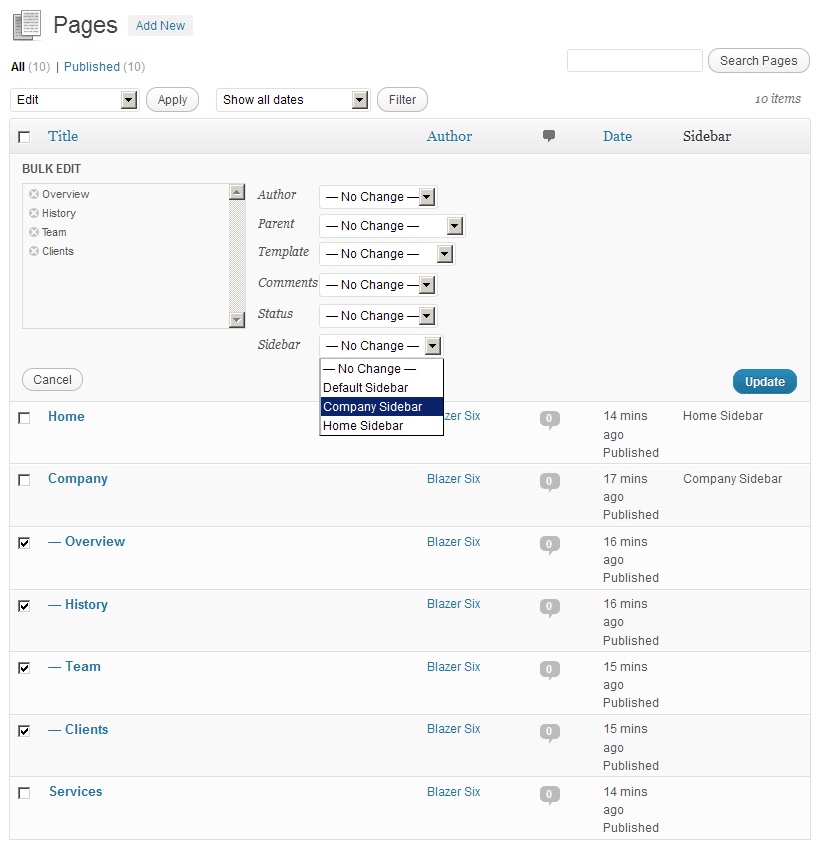 Pages Add New
All (10) | Published (10)
Search Pages
Edit Apply Show all dates Filter 10 items
Title Author Date Sidebar
BULK EDIT
Overview
History
Team
Clients
Author — No Change —
Parent — No Change —
Template — No Change —
Comments — No Change —
Status — No Change —
Sidebar — No Change —
— No Change —
Default Sidebar
Company Sidebar
Home Sidebar
Cancel Update
Home zer Six 0 14 mins Home Sidebar
ago
Published
Company Blazer Six 0 17 mins Company Sidebar
ago
Published
— Overview Blazer Six 0 16 mins
ago
Published
— History Blazer Six 0 16 mins
ago
Published
— Team Blazer Six 0 15 mins
ago
Published
— Clients Blazer Six 0 15 mins
ago
Published
Services Blazer Six 0 14 mins
ago
Published